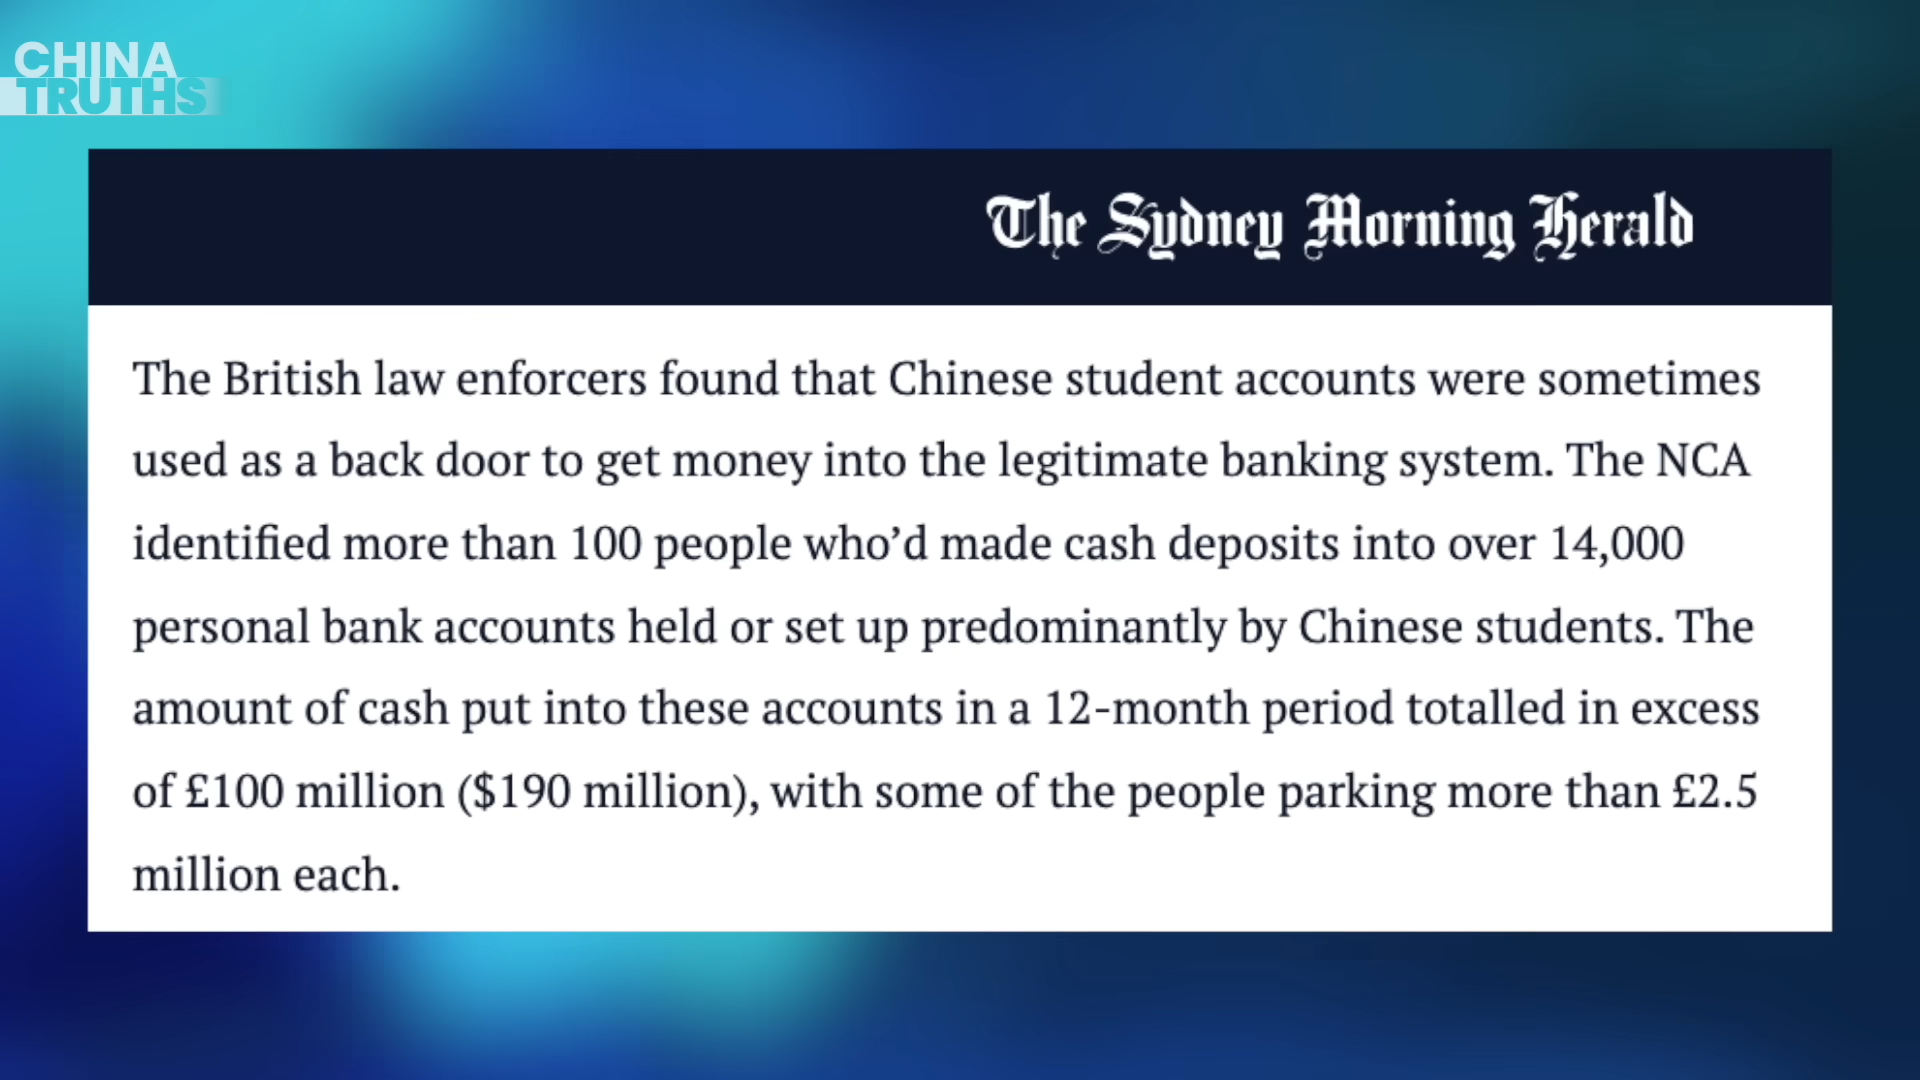 CHINA
TRUTHS
The Sydney Morning Herald
The British law enforcers found that Chinese student accounts were sometimes
used as a back door to get money into the legitimate banking system. The NCA
identified more than 100 people who’d made cash deposits into over 14,000
personal bank accounts held or set up predominantly by Chinese students. The
amount of cash put into these accounts in a 12-month period totalled in excess
of £100 million ($190 million), with some of the people parking more than £2.5
million each.